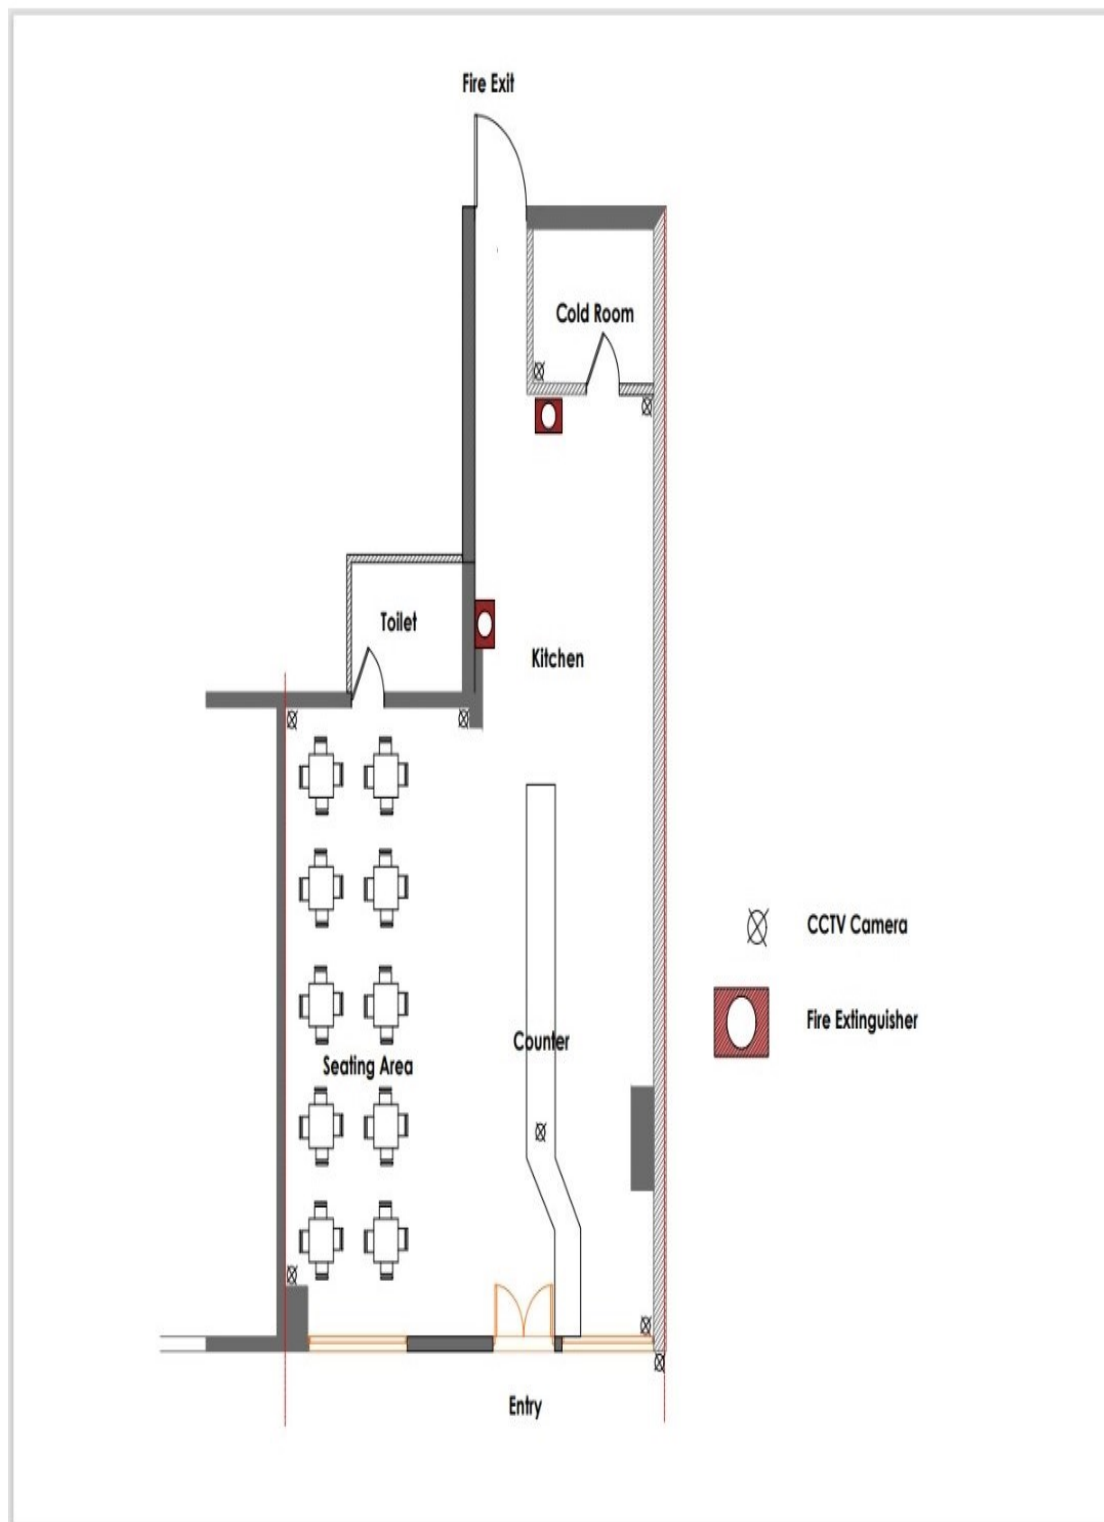 Fire Exit
Cold Room
Toilet
Kitchen
CCTV Camera
Fire Extinguisher
Counter
Seating Area
Entry